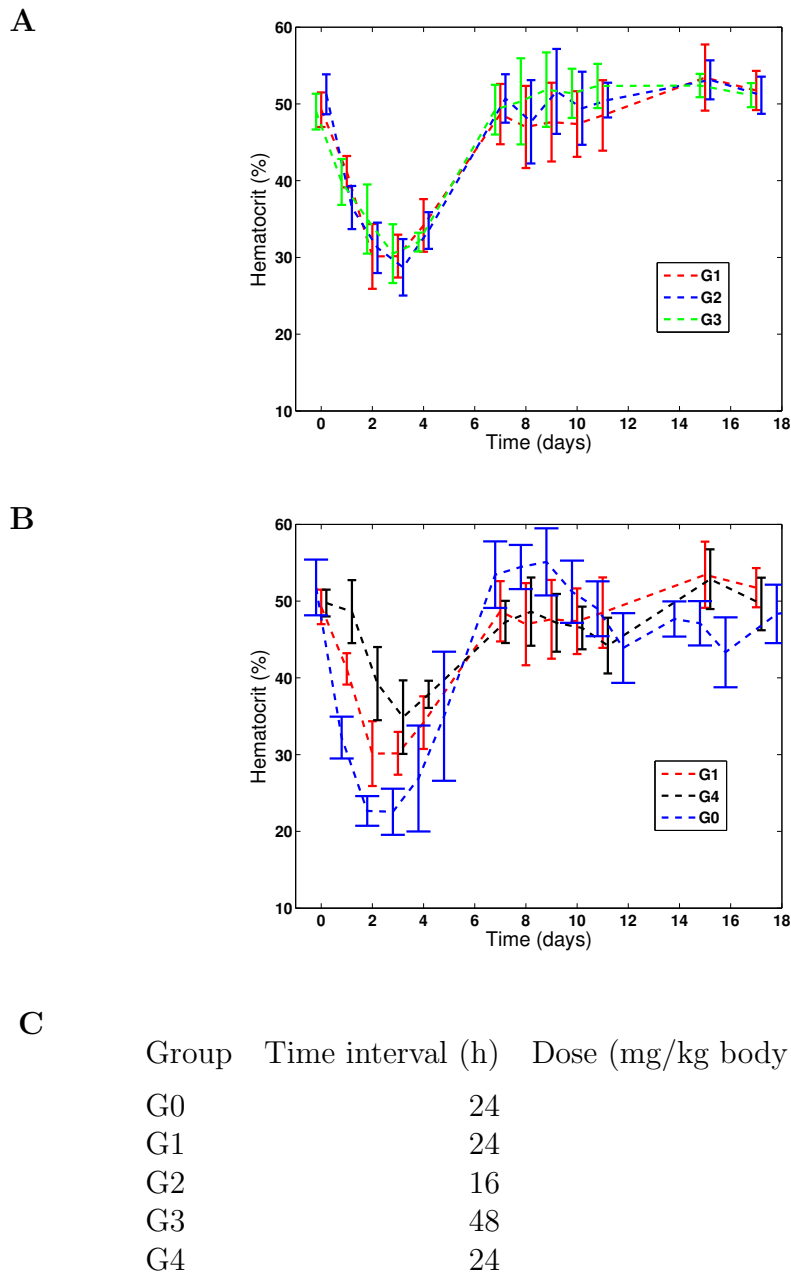 A
60
50
40
30
20
10
Hematocrit (%)
G1
G2
G3
0 2 4 6 8 10 12 14 16 18
Time (days)
B
60
50
40
30
20
10
Hematocrit (%)
G1
G4
G0
0 2 4 6 8 10 12 14 16 18
Time (days)
C
Group Time interval (h) Dose (mg/kg body
G0 24
G1 24
G2 16
G3 48
G4 24